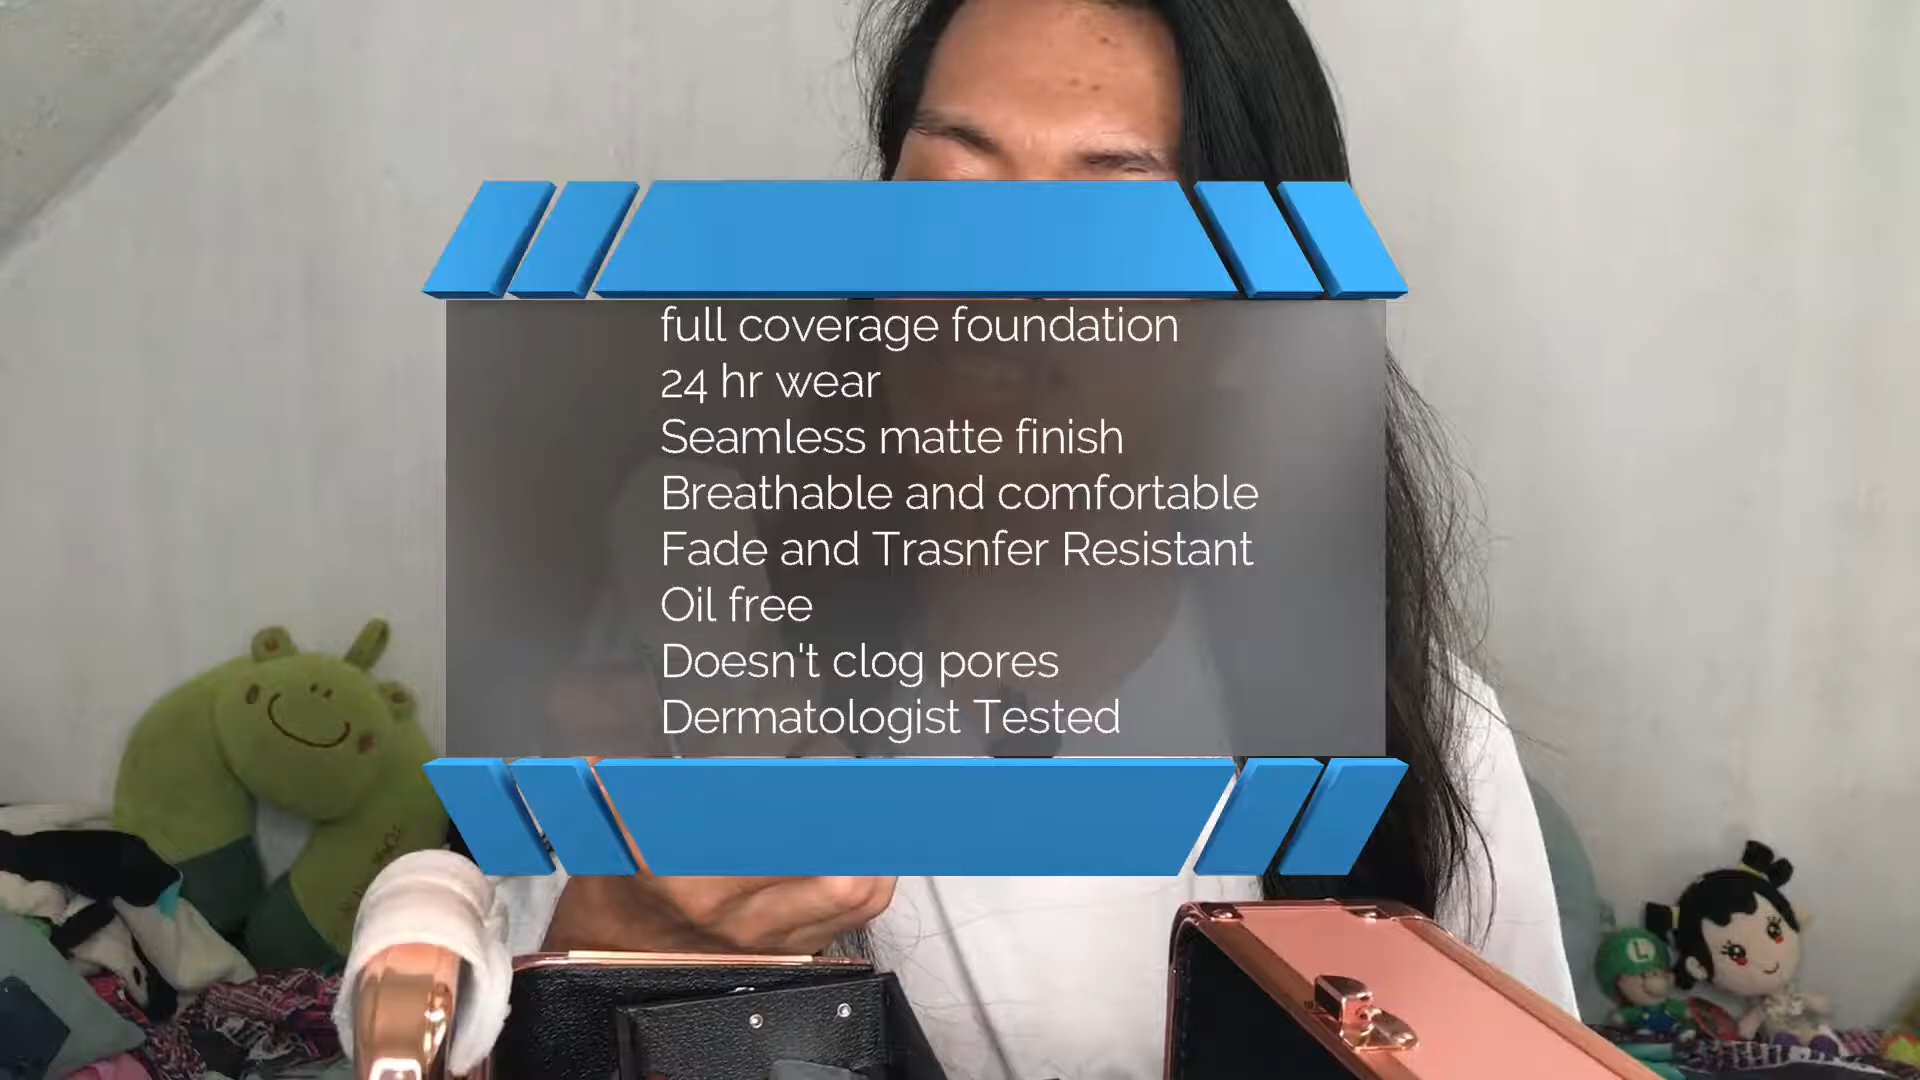 full coverage foundation
24 hr wear
Seamless matte finish
Breathable and comfortable
Fade and Trasnfer Resistant
Oil free
Doesn't clog pores
Dermatologist Tested
L